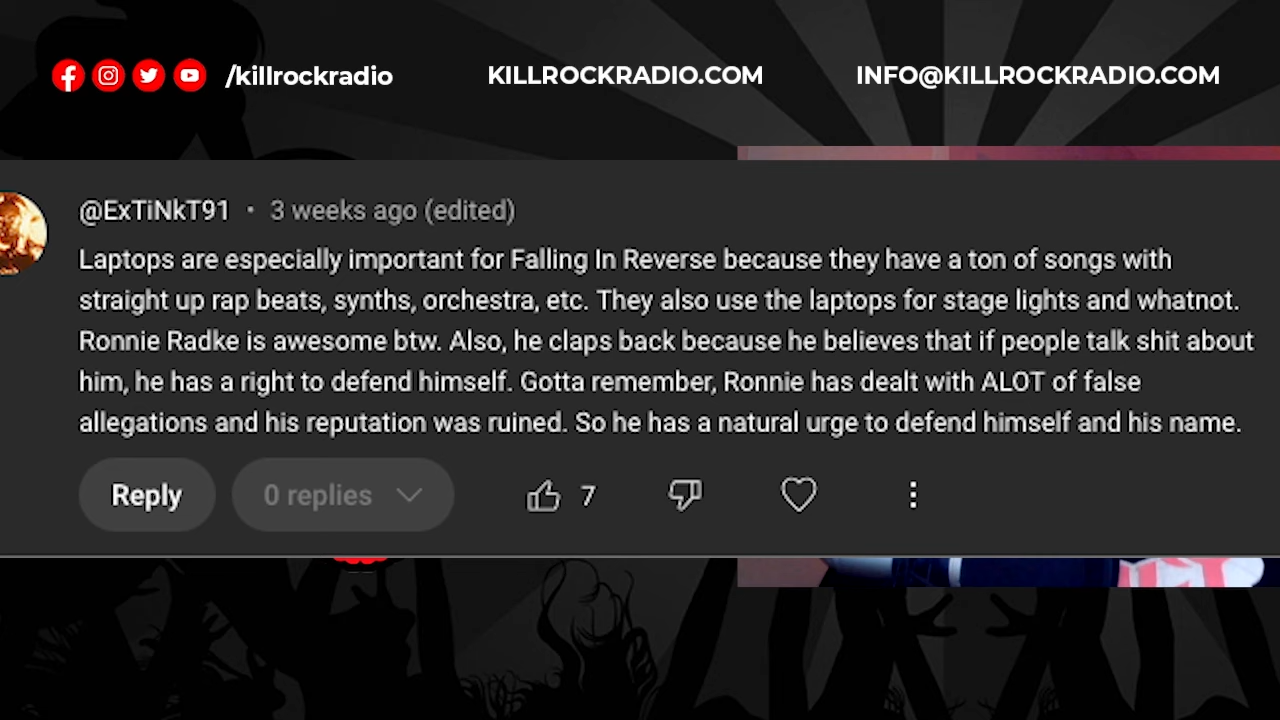 /killrockradio KILLROCKRADIO.COM INFO@KILLROCKRADIO.COM
@ExTiNkT91 • 3 weeks ago (edited)
Laptops are especially important for Falling In Reverse because they have a ton of songs with
straight up rap beats, synths, orchestra, etc. They also use the laptops for stage lights and whatnot.
Ronnie Radke is awesome btw. Also, he claps back because he believes that if people talk shit about
him, he has a right to defend himself. Gotta remember, Ronnie has dealt with ALOT of false
allegations and his reputation was ruined. So he has a natural urge to defend himself and his name.
Reply 0 replies 7